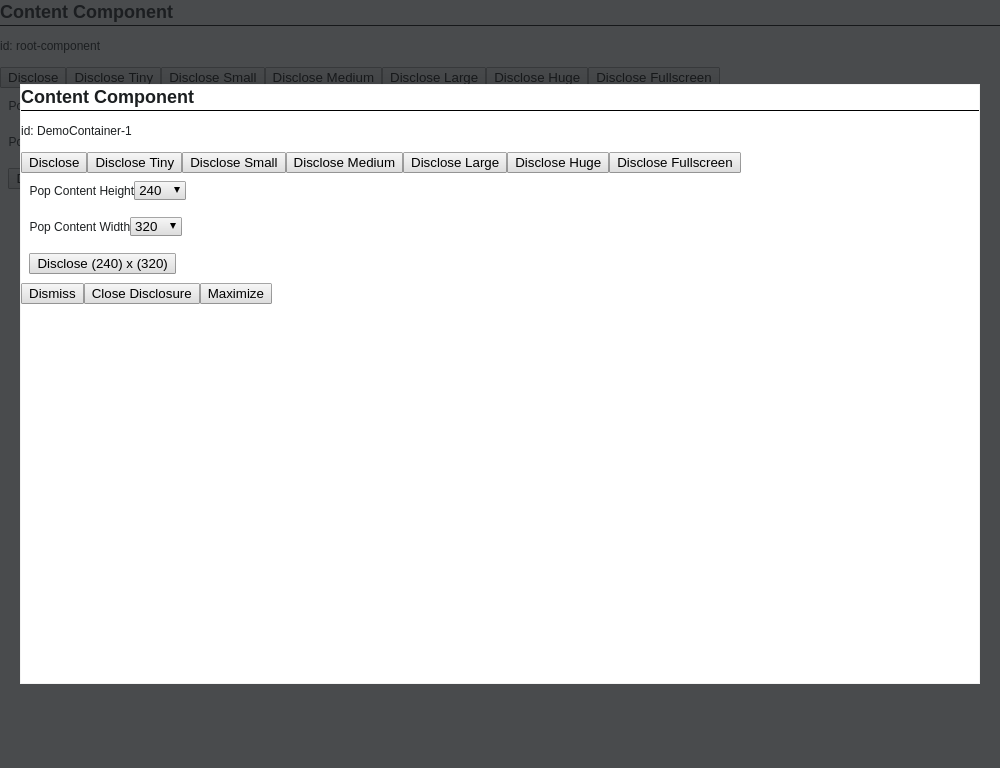 Content Component
id: root-component
Disclose Disclose Tiny Disclose Small Disclose Medium Disclose Large Disclose Huge Disclose Fullscreen
Content Component
id: DemoContainer-1
Disclose Disclose Tiny Disclose Small Disclose Medium Disclose Large Disclose Huge Disclose Fullscreen
Pop Content Height 240
Pop Content Width 320
Disclose (240) x (320)
Dismiss Close Disclosure Maximize